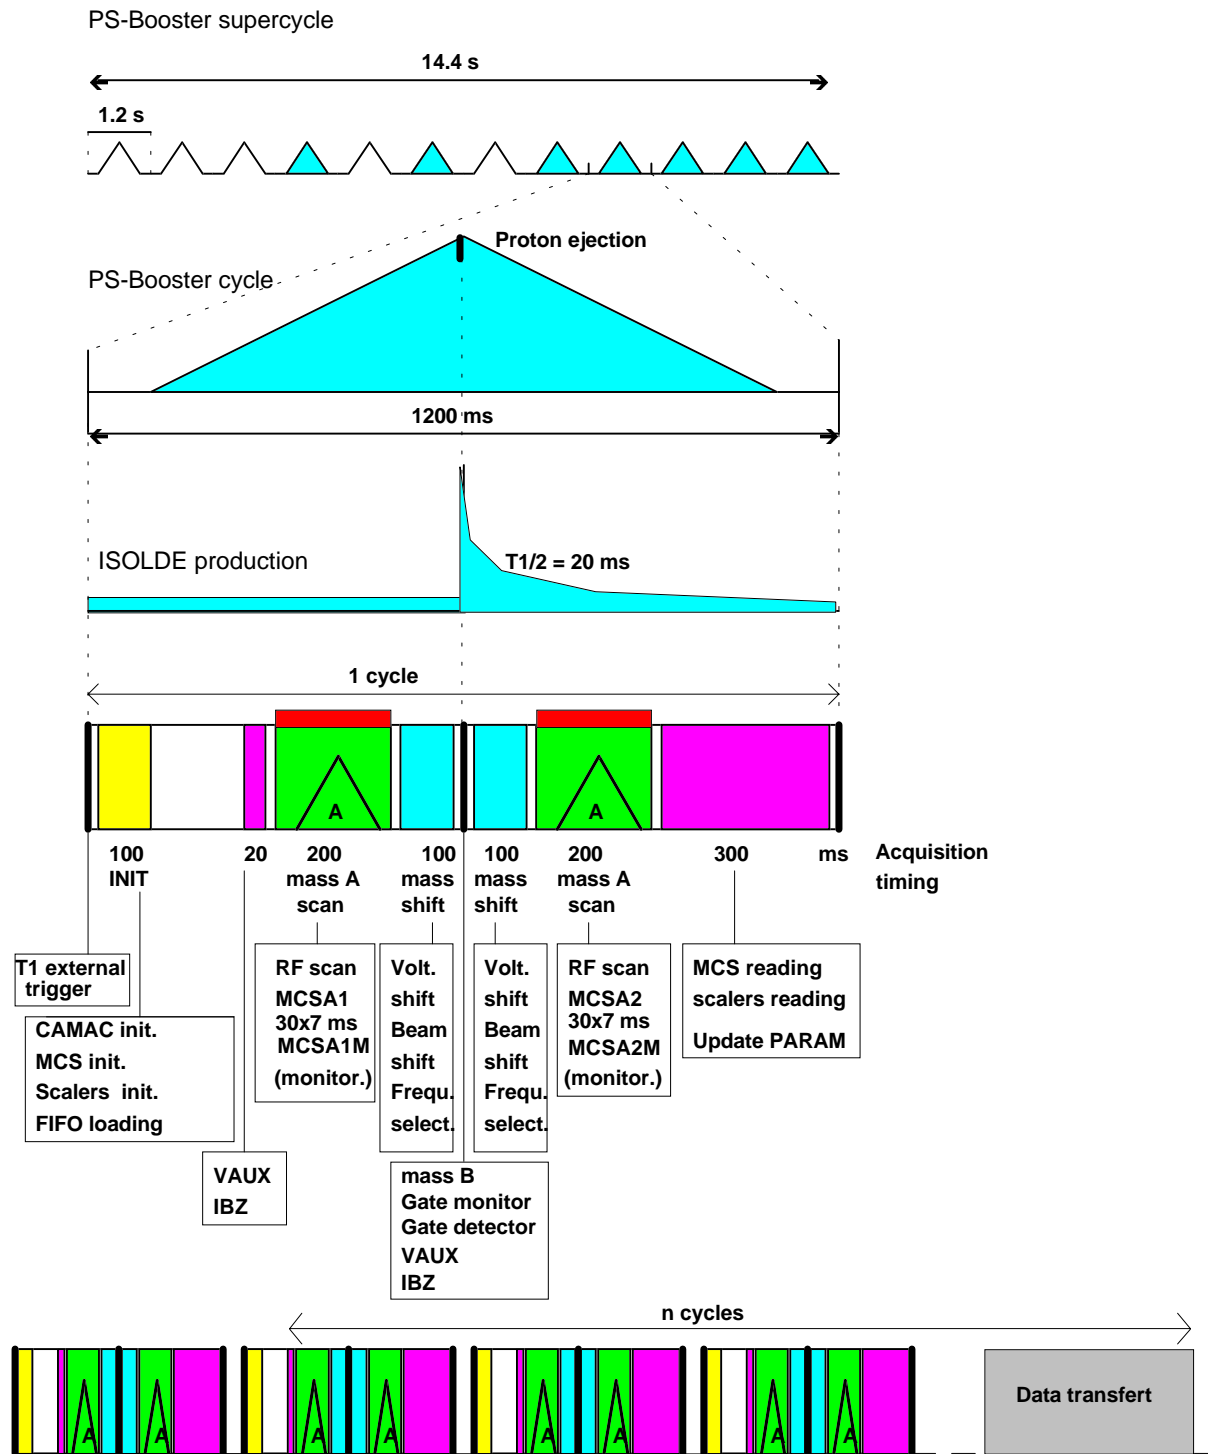 PS-Booster supercycle
14.4 s
1.2 s
Proton ejection
PS-Booster cycle
1200 ms
ISOLDE production
T1/2 = 20 ms
1 cycle
A
A
100
INIT
20
200
mass A
scan
100
mass
shift
100
mass
shift
200
mass A
scan
300
ms
Acquisition
timing
T1 external
trigger
CAMAC init.
MCS init.
Scalers init.
FIFO loading
VAUX
IBZ
RF scan
MCSA1
30x7 ms
MCSA1M
(monitor.)
Volt.
shift
Beam
shift
Frequ.
select.
mass B
Gate monitor
Gate detector
VAUX
IBZ
Volt.
shift
Beam
shift
Frequ.
select.
RF scan
MCSA2
30x7 ms
MCSA2M
(monitor.)
MCS reading
scalers reading
Update PARAM
n cycles
A
A
A
A
A
A
A
A
Data transfert